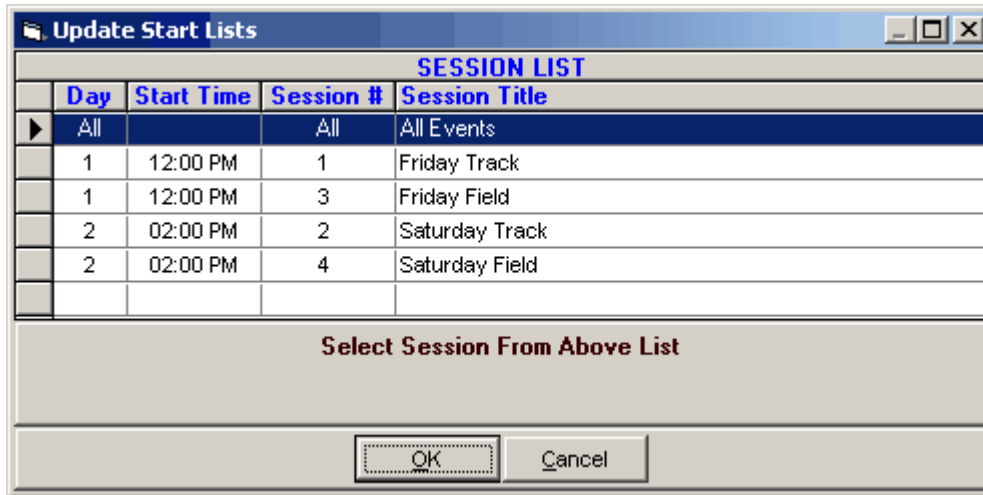 Update Start Lists
SESSION LIST
Day Start Time Session # Session Title
All All All Events
1 12:00 PM 1 Friday Track
1 12:00 PM 3 Friday Field
2 02:00 PM 2 Saturday Track
2 02:00 PM 4 Saturday Field
Select Session From Above List
OK Cancel